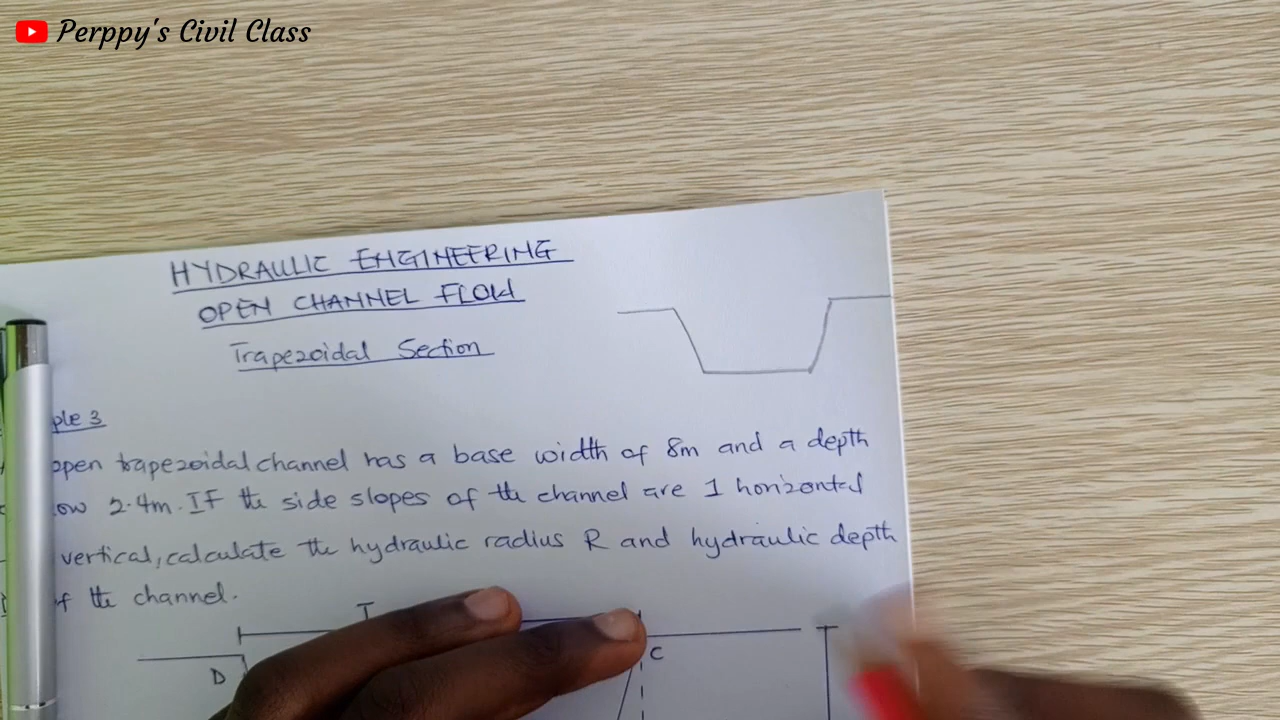 Perppy's Civil Class
HYDRAULIC ENGINEERING
OPEN CHANNEL FLOW
Trapezoidal Section
ple 3
open trapezoidal channel has a base width of 8m and a depth
low 2.4m. IF the side slopes of the channel are 1 horizontal
vertical, calculate the hydraulic radius R and hydraulic depth
of the channel.
T
D
C